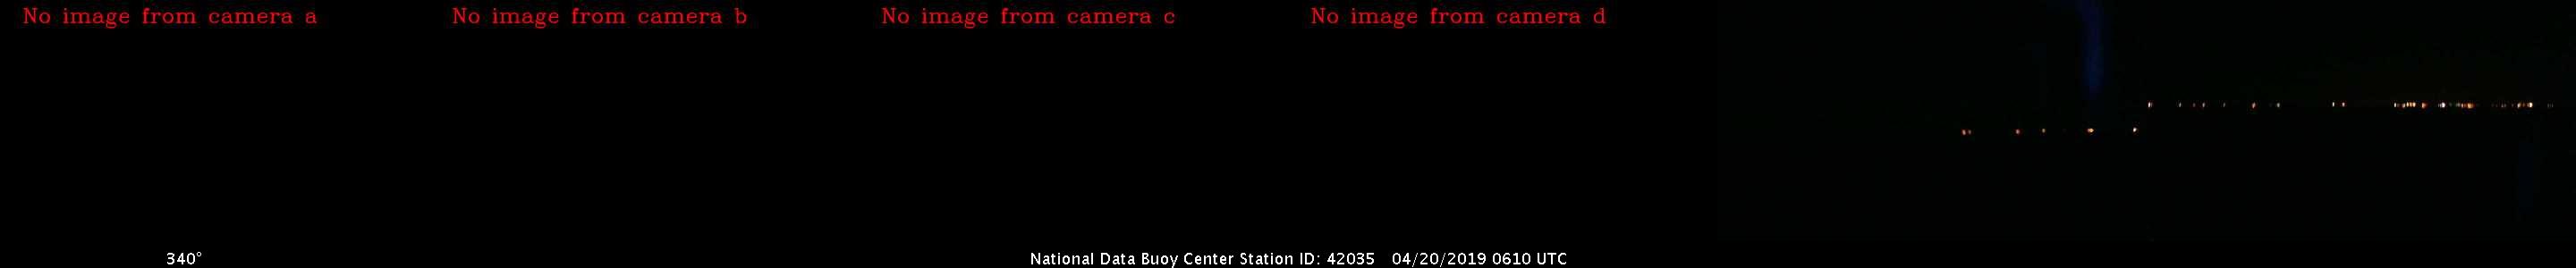 No image from camera a
No image from camera b
No image from camera c
No image from camera d
340°
National Data Buoy Center Station ID: 42035 04/20/2019 0610 UTC